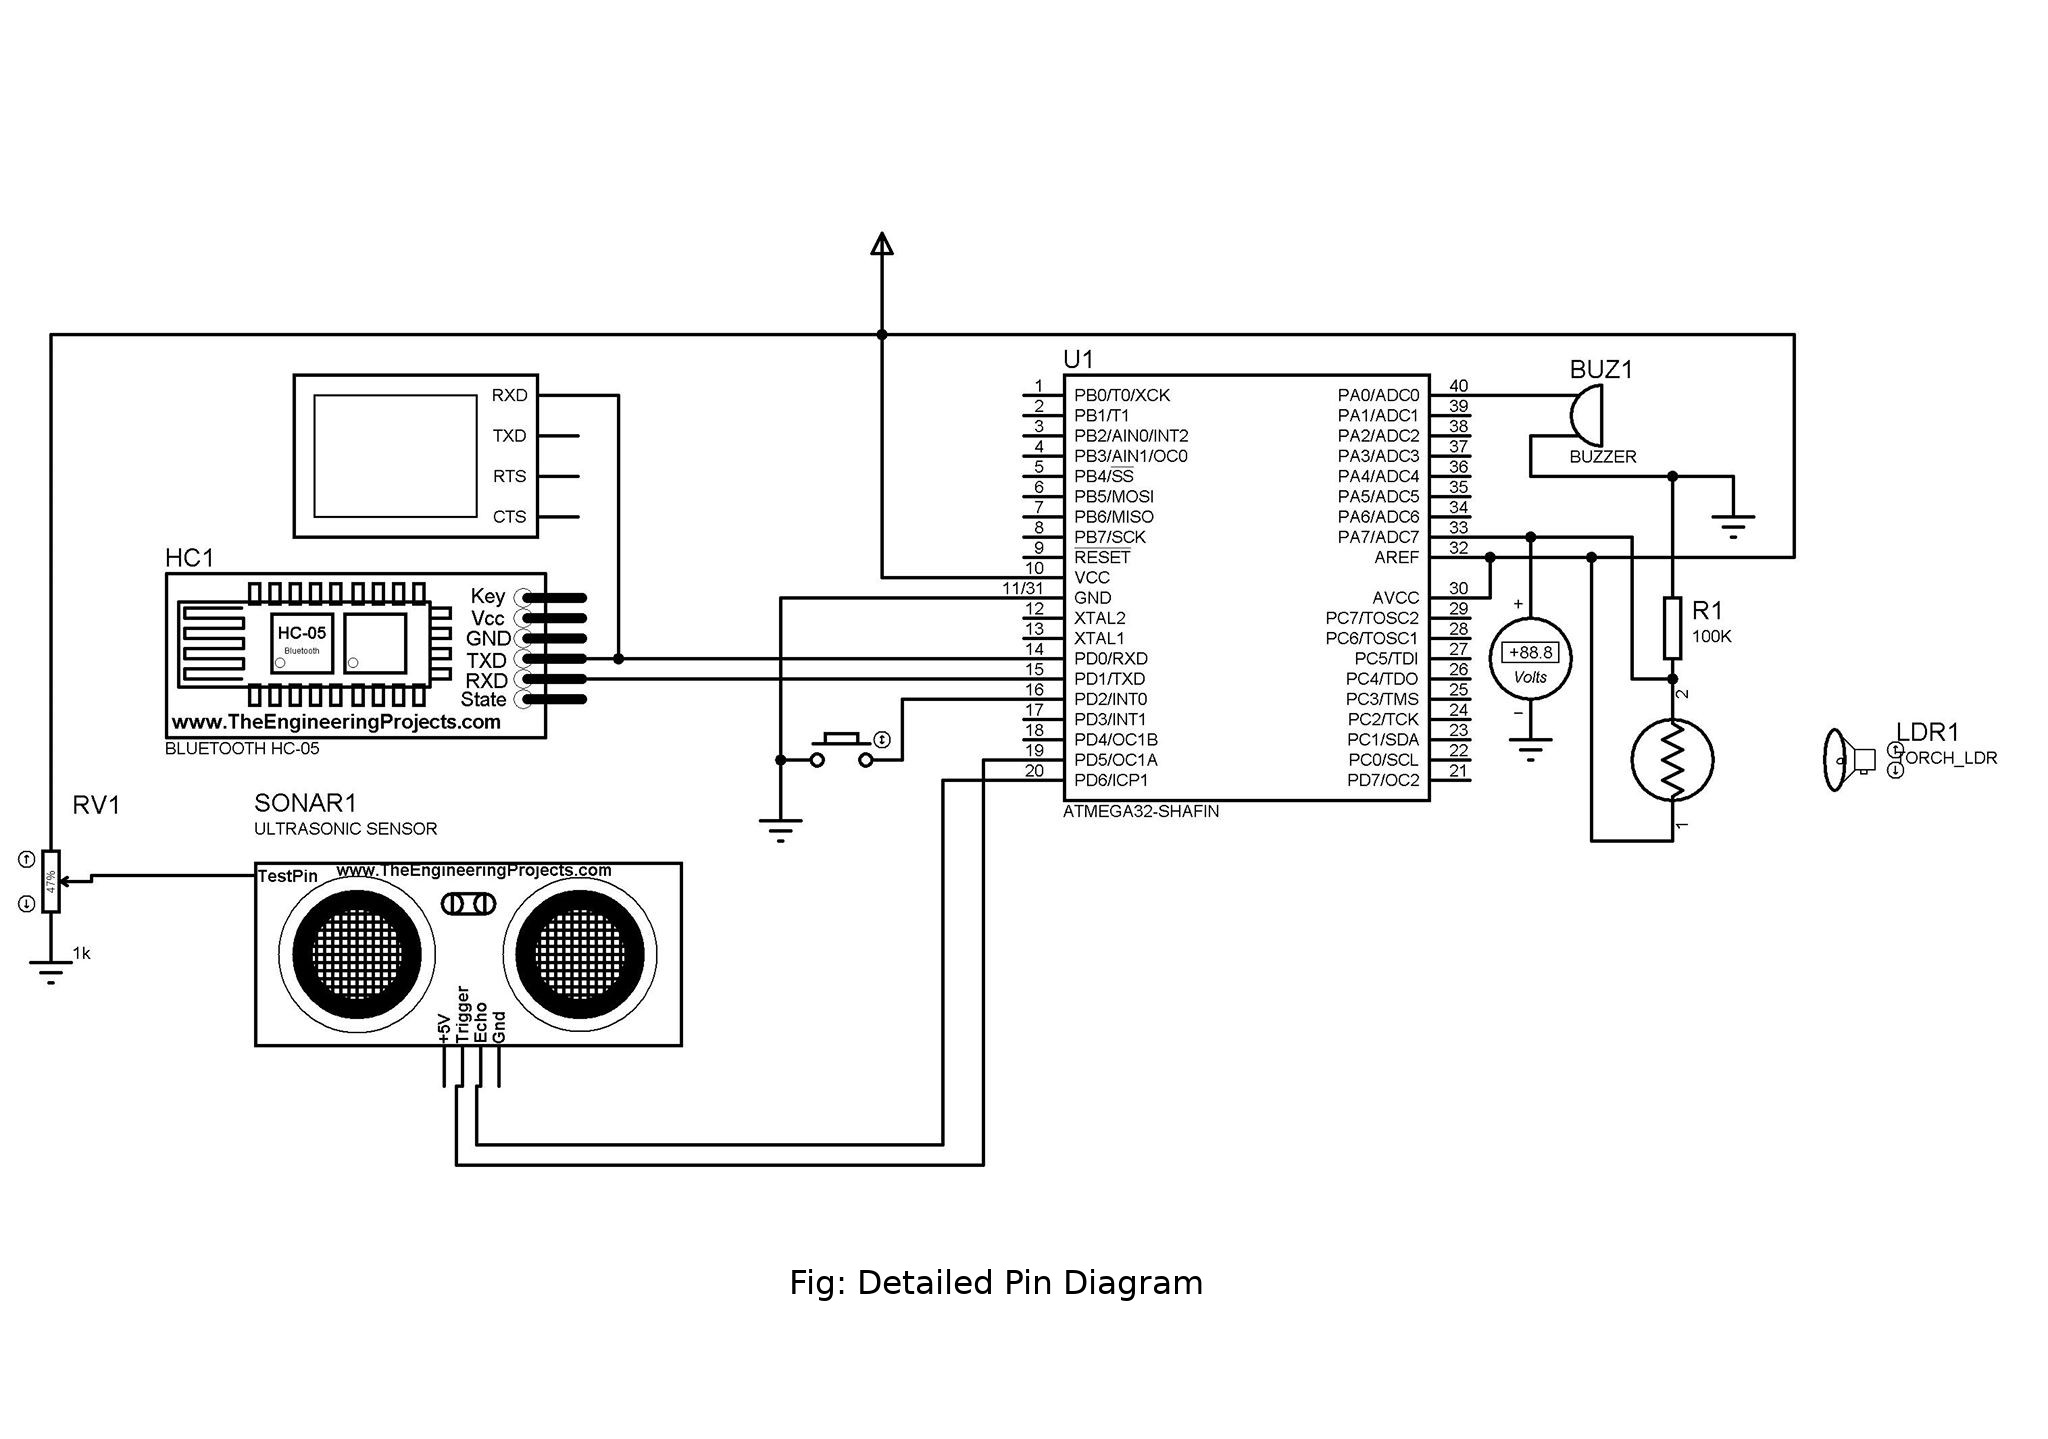 U1
BUZ1
BUZZER
RXD
TXD
RTS
CTS
1
2
3
4
5
6
7
8
9
10
11/31
12
13
14
15
16
17
18
19
20
PB0/T0/XCK
PB1/T1
PB2/AIN0/INT2
PB3/AIN1/OC0
PB4/SS
PB5/MOSI
PB6/MISO
PB7/SCK
RESET
VCC
GND
XTAL2
XTAL1
PD0/RXD
PD1/TXD
PD2/INT0
PD3/INT1
PD4/OC1B
PD5/OC1A
PD6/ICP1
PA0/ADC0
PA1/ADC1
PA2/ADC2
PA3/ADC3
PA4/ADC4
PA5/ADC5
PA6/ADC6
PA7/ADC7
AREF
AVCC
PC7/TOSC2
PC6/TOSC1
PC5/TDI
PC4/TDO
PC3/TMS
PC2/TCK
PC1/SDA
PC0/SCL
PD7/OC2
40
39
38
37
36
35
34
33
32
30
29
28
27
26
25
24
23
22
21
ATMEGA32-SHAFIN
HC1
Key
Vcc
GND
TXD
RXD
State
HC-05
Bluetooth
www.TheEngineeringProjects.com
BLUETOOTH HC-05
+
+88.8
Volts
−
R1
100K
2
1
LDR1
TORCH_LDR
RV1
47%
1k
SONAR1
ULTRASONIC SENSOR
TestPin
www.TheEngineeringProjects.com
+5V
Trigger
Echo
Gnd
Fig: Detailed Pin Diagram